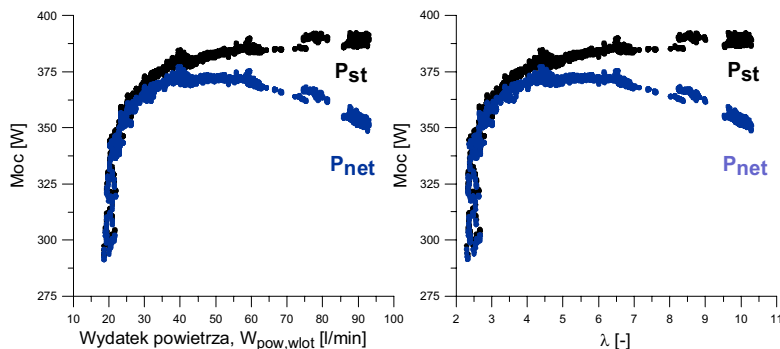 400
375
350
325
300
275
Moc [W]
Pst
Pnet
10 20 30 40 50 60 70 80 90 100
Wydatek powietrza, Wpow,wlot [l/min]
400
375
350
325
300
275
Moc [W]
Pst
Pnet
2 3 4 5 6 7 8 9 10 11
λ [-]